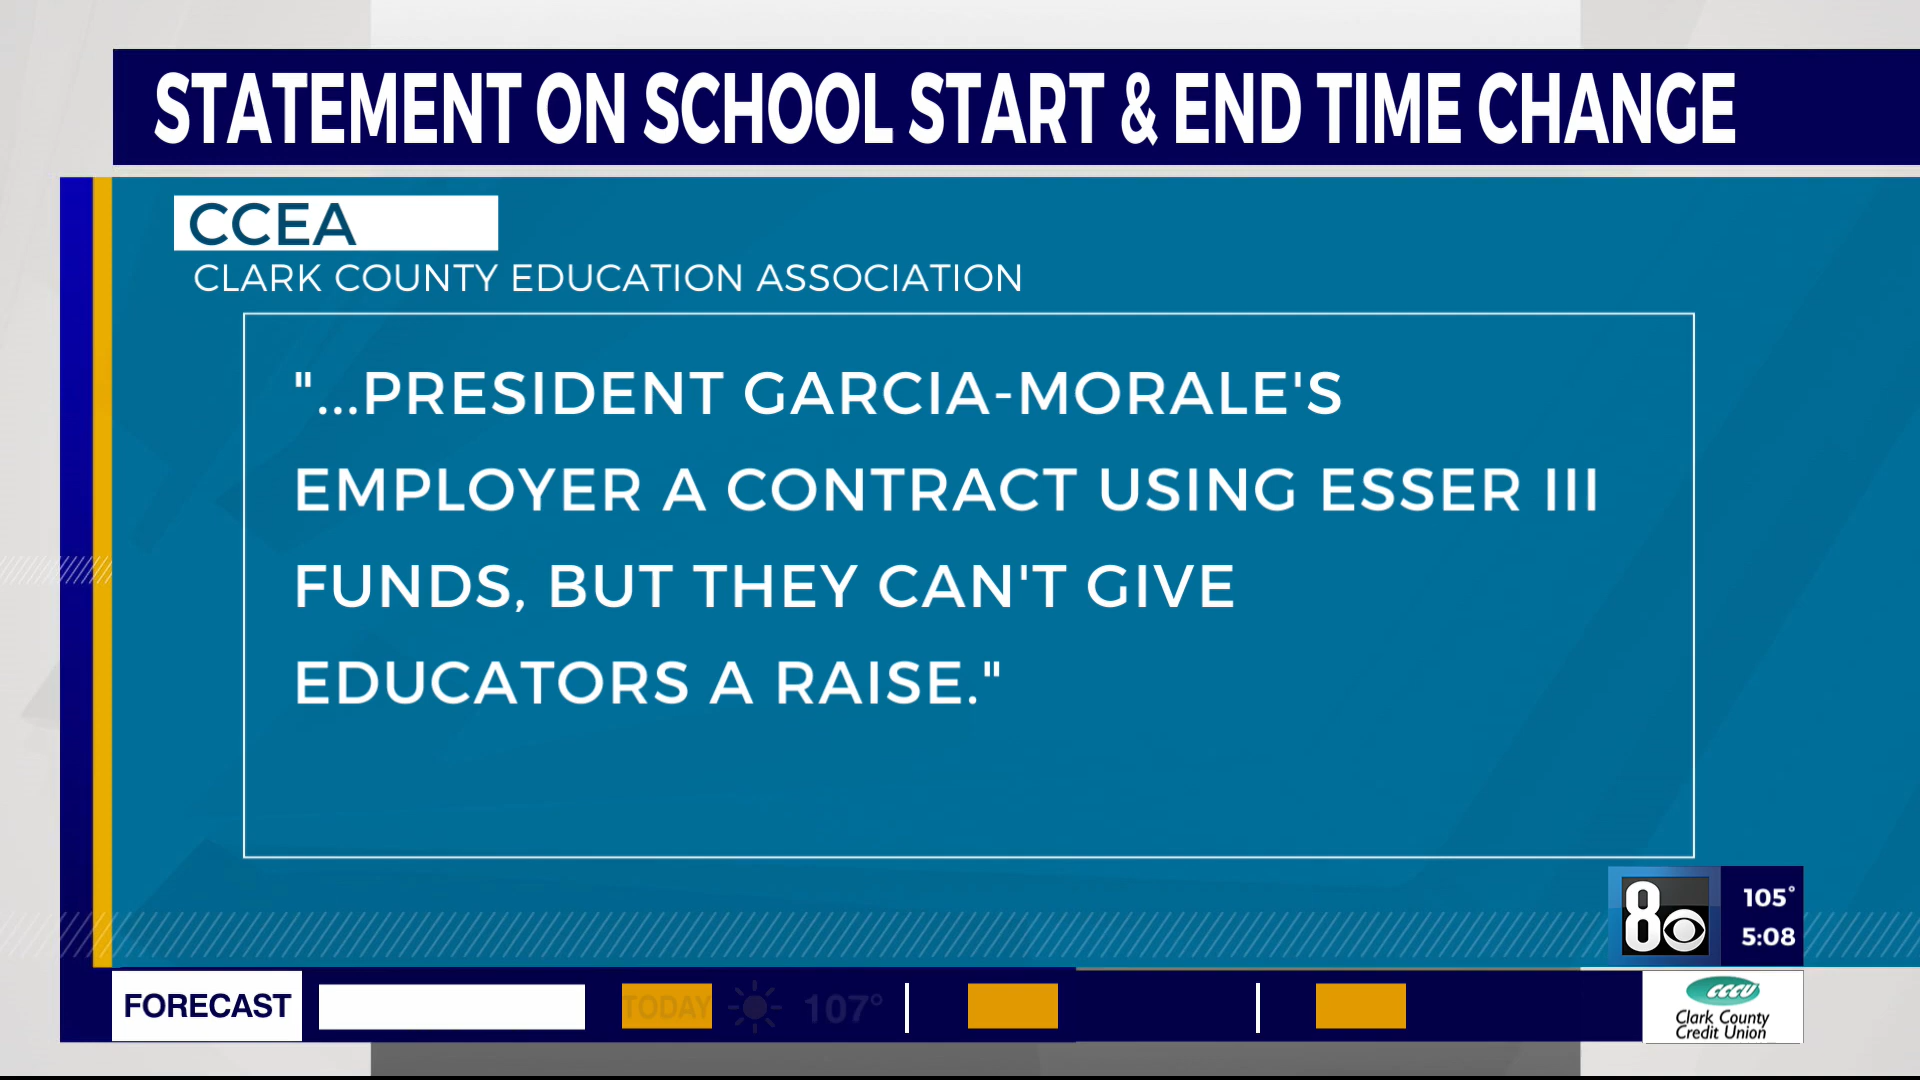 STATEMENT ON SCHOOL START & END TIME CHANGE
CCEA
CLARK COUNTY EDUCATION ASSOCIATION
"...PRESIDENT GARCIA-MORALE'S
EMPLOYER A CONTRACT USING ESSER III
FUNDS, BUT THEY CAN'T GIVE
EDUCATORS A RAISE."
8
105°
5:08
FORECAST
TODAY
107°
CCCU
Clark County
Credit Union